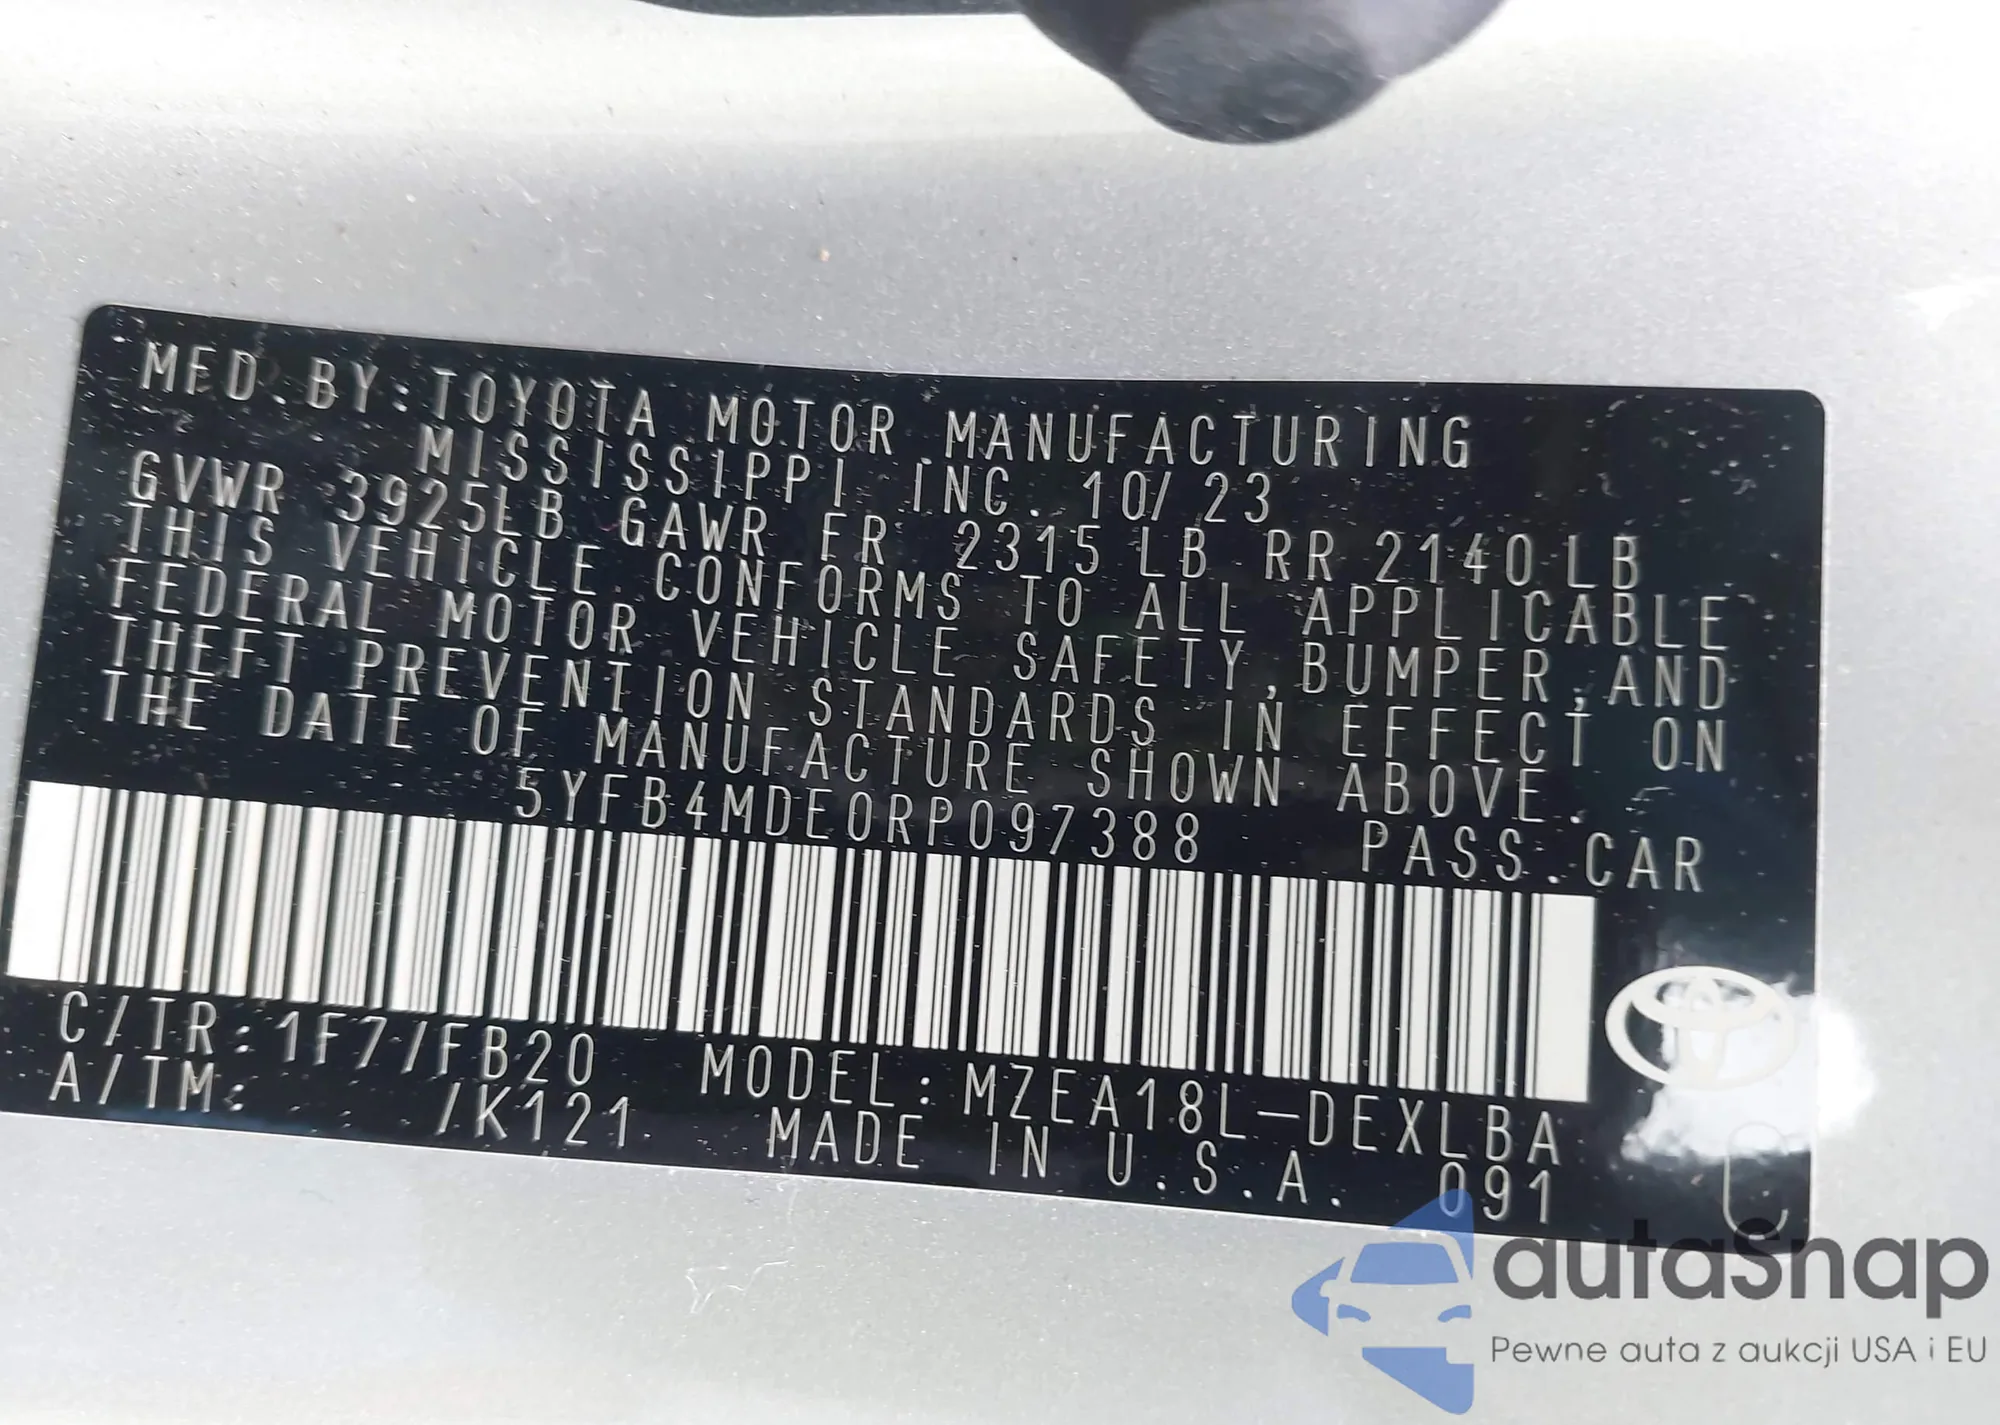 MFD.BY:TOYOTA MOTOR MANUFACTURING
MISSISSIPPI INC. 10/23
GVWR 3925LB GAWR FR 2315LB RR 2140LB
THIS VEHICLE CONFORMS TO ALL APPLICABLE
FEDERAL MOTOR VEHICLE SAFETY,BUMPER,AND
THEFT PREVENTION STANDARDS IN EFFECT ON
THE DATE OF MANUFACTURE SHOWN ABOVE.
5YFB4MDE0RP097388 PASS.CAR
C/TR:1F7/FB20 MODEL:MZEA18L-DEXLBA
A/TM: /K121 MADE IN U.S.A. 091
autaSnap
Pewne auta z aukcji USA i EU